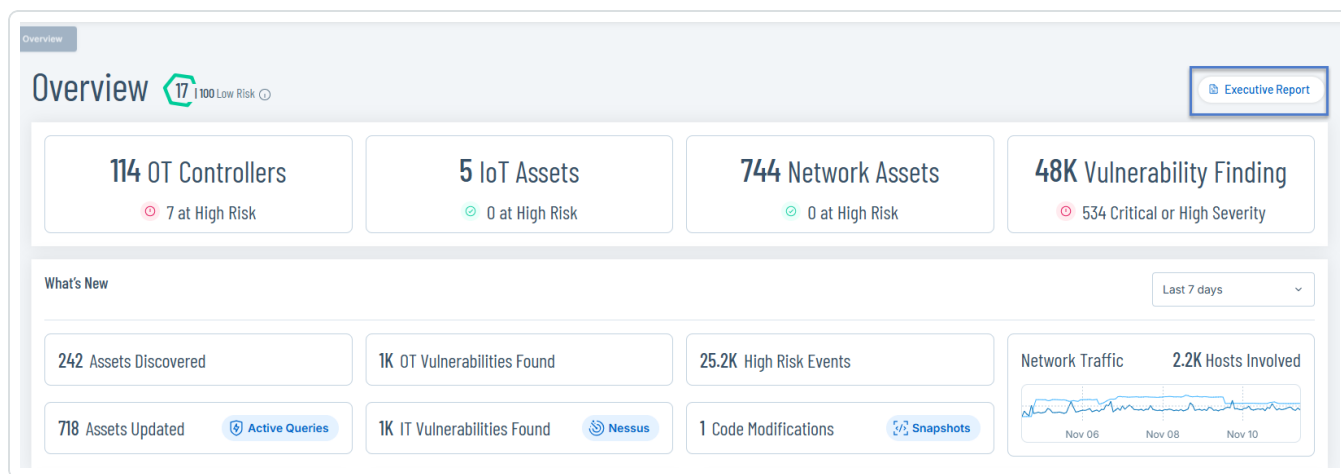 Overview
Overview 17 | 100 Low Risk
Executive Report
114 OT Controllers
7 at High Risk
5 IoT Assets
0 at High Risk
744 Network Assets
0 at High Risk
48K Vulnerability Finding
534 Critical or High Severity
What's New
Last 7 days
242 Assets Discovered
1K OT Vulnerabilities Found
25.2K High Risk Events
Network Traffic 2.2K Hosts Involved
718 Assets Updated Active Queries
1K IT Vulnerabilities Found Nessus
1 Code Modifications Snapshots
Nov 06 Nov 08 Nov 10